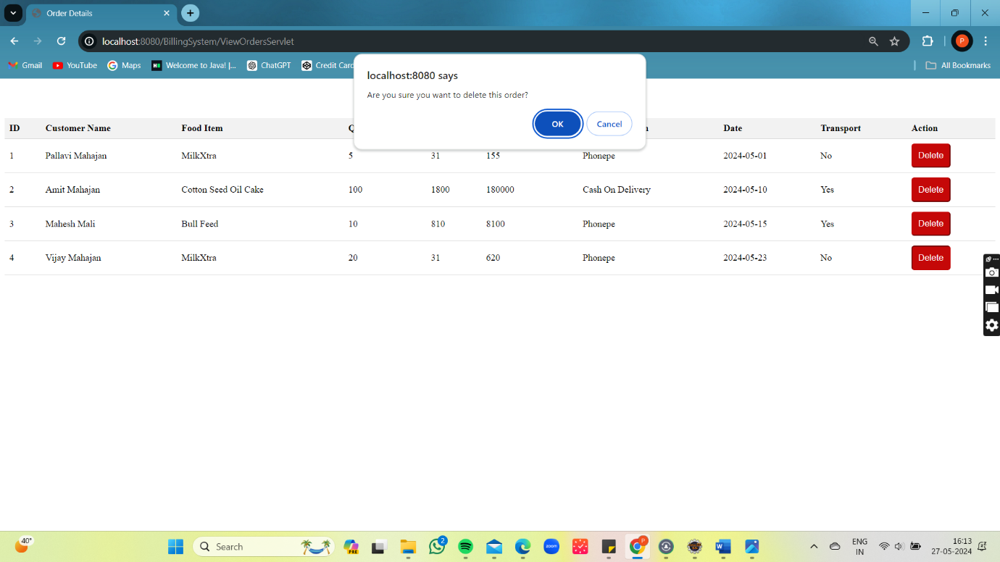 Order Details
localhost:8080/BillingSystem/ViewOrdersServlet
P
Gmail YouTube Maps Welcome to Java! |... ChatGPT Credit Card All Bookmarks
localhost:8080 says
Are you sure you want to delete this order?
OK Cancel
ID Customer Name Food Item Date Transport Action
1 Pallavi Mahajan MilkXtra 5 31 155 Phonepe 2024-05-01 No Delete
2 Amit Mahajan Cotton Seed Oil Cake 100 1800 180000 Cash On Delivery 2024-05-10 Yes Delete
3 Mahesh Mali Bull Feed 10 810 8100 Phonepe 2024-05-15 Yes Delete
4 Vijay Mahajan MilkXtra 20 31 620 Phonepe 2024-05-23 No Delete
40° Search PRE 2 zoom P ENG 16:13
IN 27-05-2024